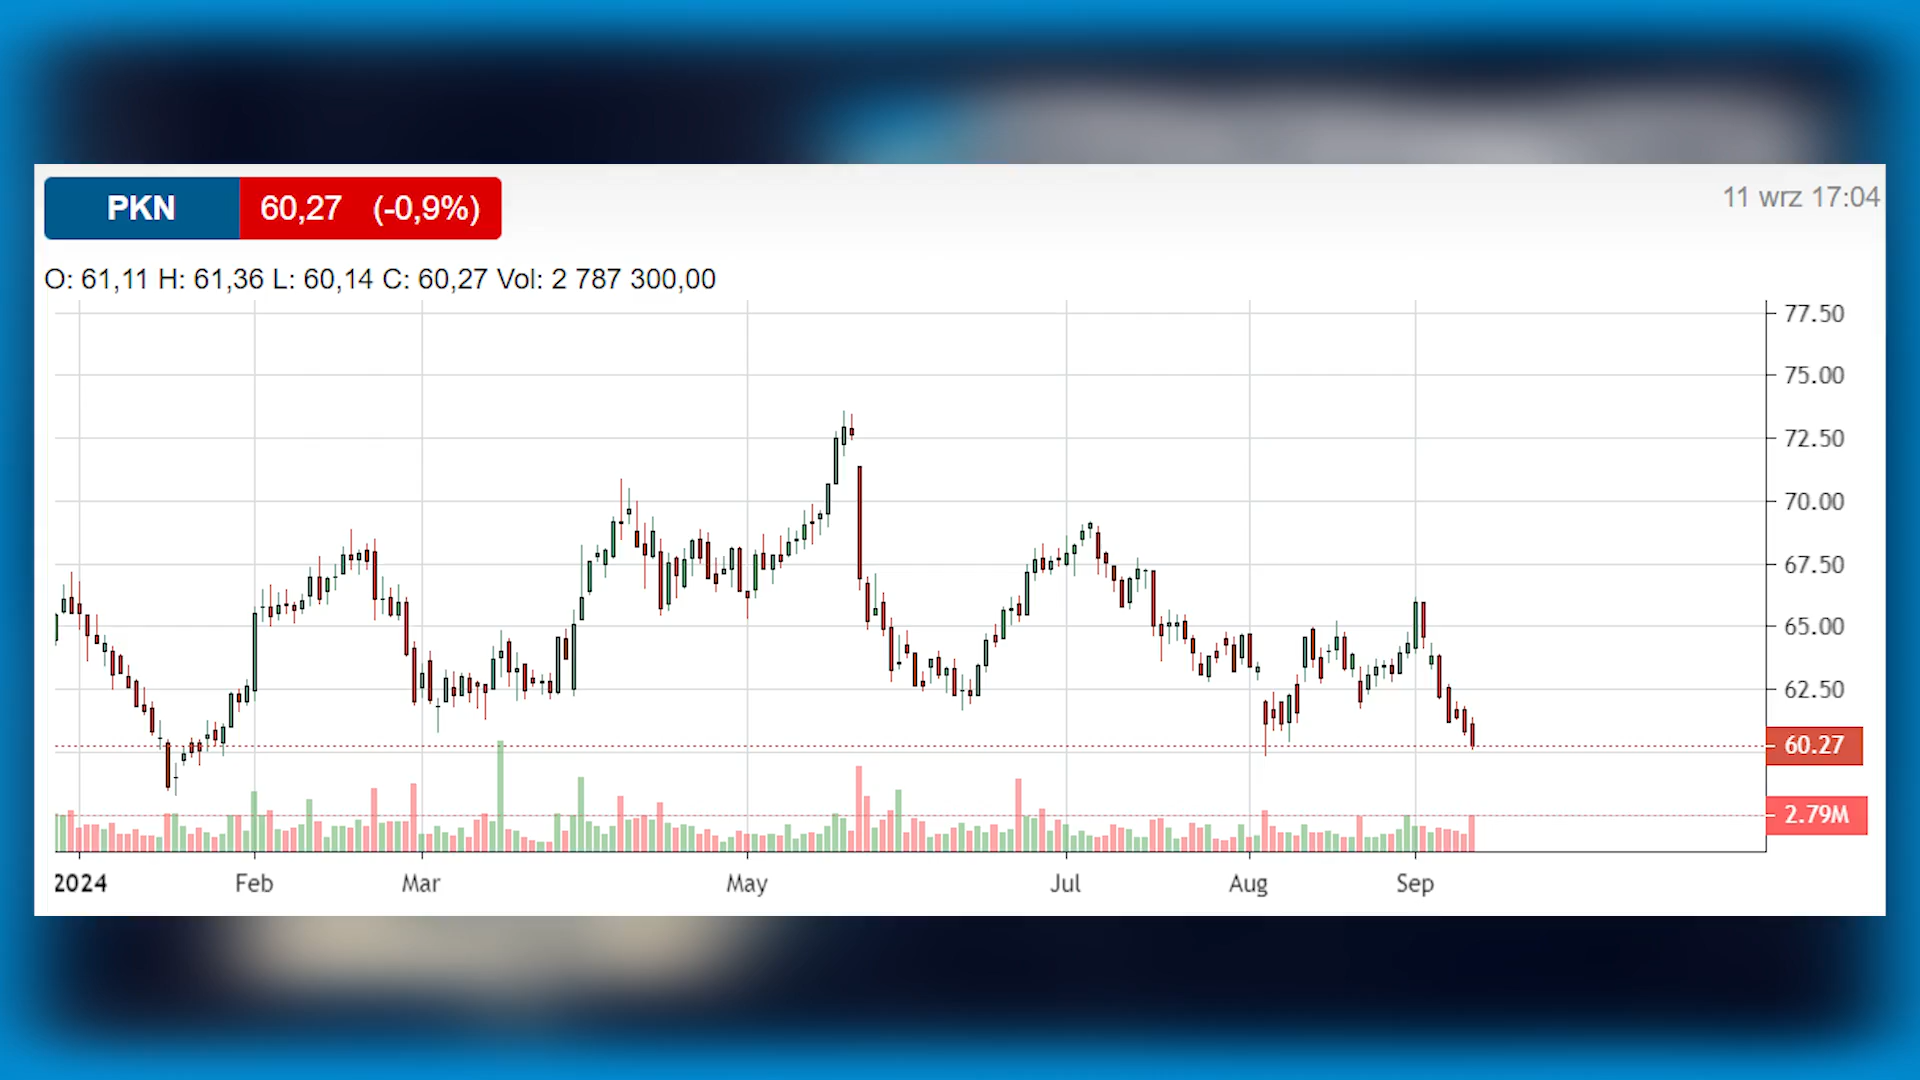 PKN 60,27 (-0,9%)
11 wrz 17:04
O: 61,11 H: 61,36 L: 60,14 C: 60,27 Vol: 2 787 300,00
77.50
75.00
72.50
70.00
67.50
65.00
62.50
60.27
2.79M
2024 Feb Mar May Jul Aug Sep